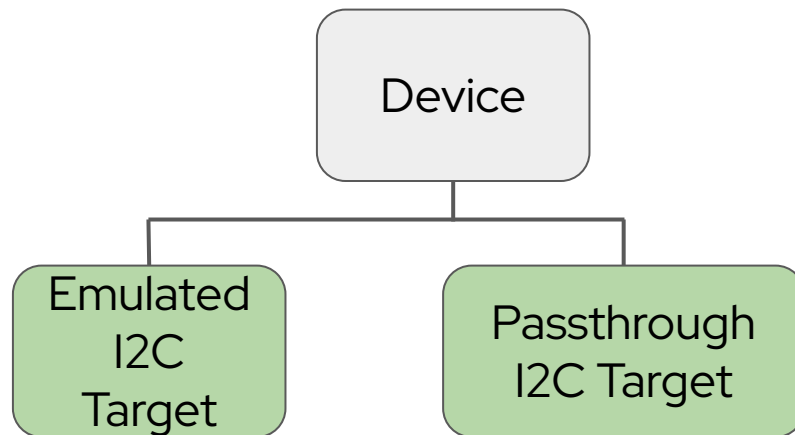 Device
Emulated
I2C
Target
Passthrough
I2C Target